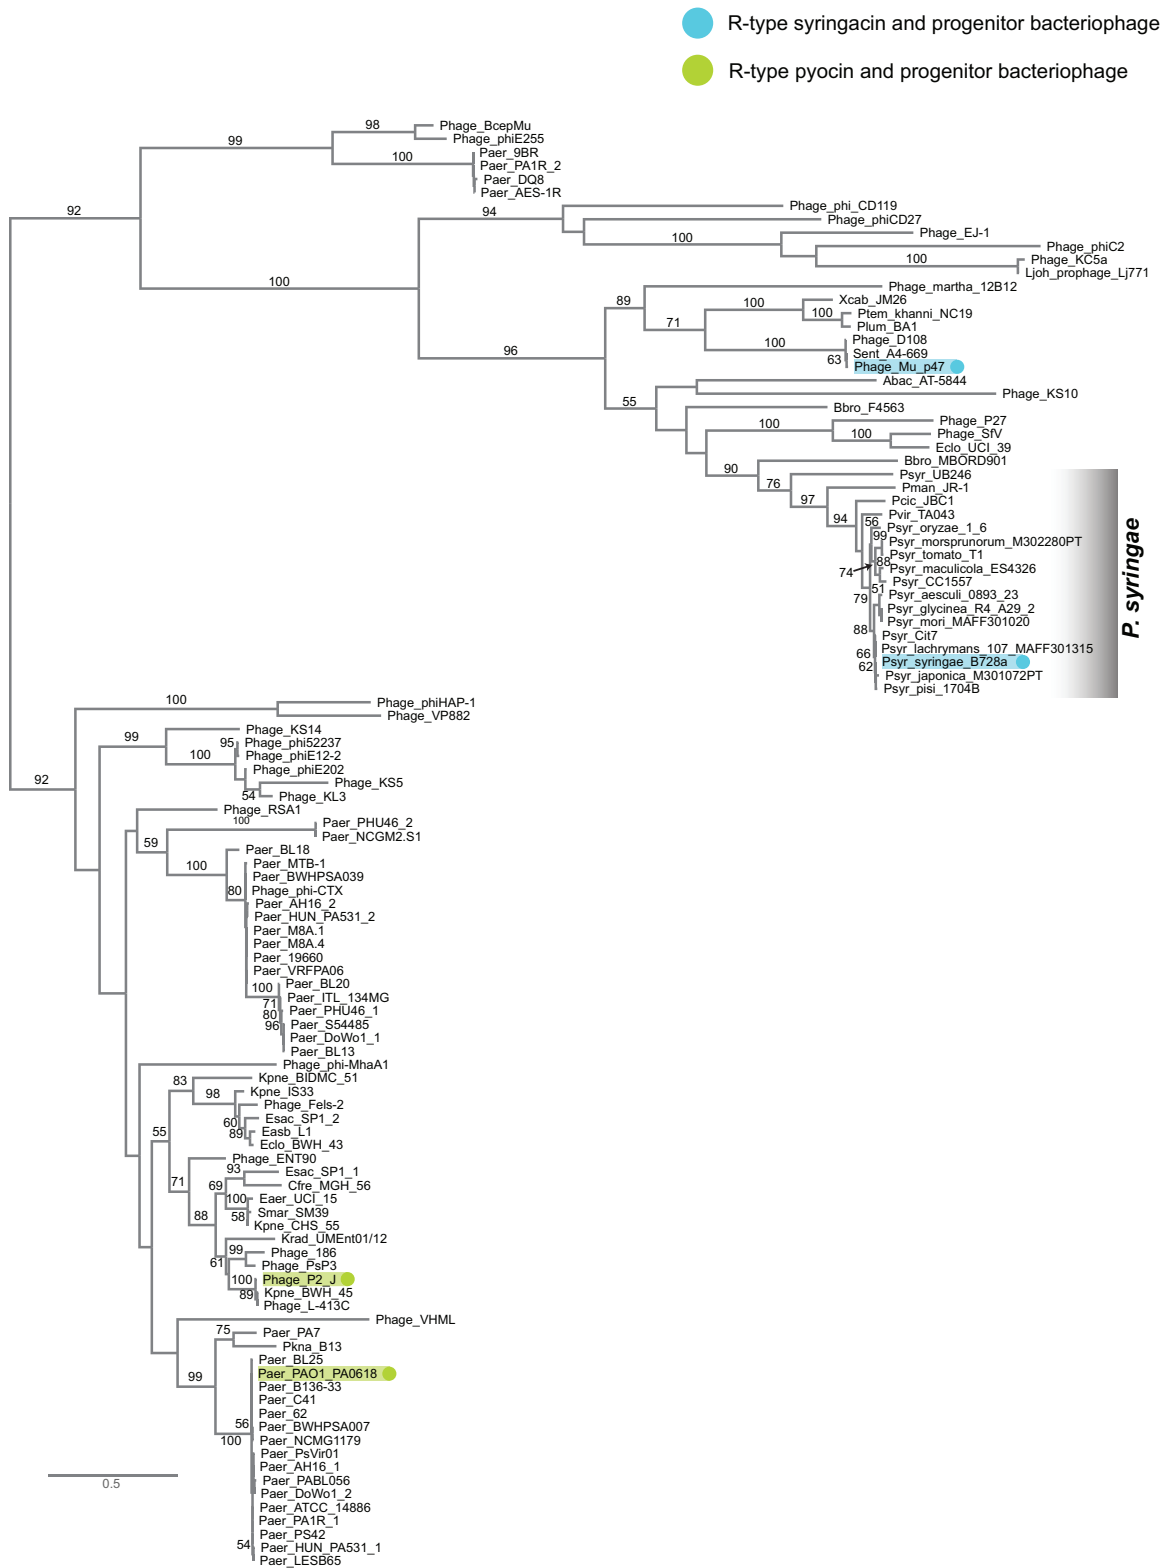 R-type syringacin and progenitor bacteriophage
R-type pyocin and progenitor bacteriophage
98 Phage_BcepMu
99 Phage_phiE255
Paer_9BR
100 Paer_PA1R_2
Paer_DQ8
Paer_AES-1R
92
94 Phage_phi_CD119
Phage_phiCD27
100 Phage_EJ-1
Phage_phiC2
100 Phage_KC5a
Ljoh_prophage_Lj771
100
89 Phage_martha_12B12
100 Xcab_JM26
100 Ptem_khanni_NC19
71 Plum_BA1
Phage_D108
100 Sent_A4-669
63 Phage_Mu_p47
96
Abac_AT-5844
Phage_KS10
55
Bbro_F4563
100 Phage_P27
100 Phage_SfV
Eclo_UCI_39
90 Bbro_MBORD901
76 Psyr_UB246
97 Pman_JR-1
Pcic_JBC1
94 Pvir_TA043
56 Psyr_oryzae_1_6
99 Psyr_morsprunorum_M302280PT
Psyr_tomato_T1
88 Psyr_maculicola_ES4326
74 Psyr_CC1557
51 Psyr_aesculi_0893_23
79 Psyr_glycinea_R4_A29_2
Psyr_mori_MAFF301020
88 Psyr_Cit7
66 Psyr_lachrymans_107_MAFF301315
62 Psyr_syringae_B728a
Psyr_japonica_M301072PT
Psyr_pisi_1704B
P. syringae
100 Phage_phiHAP-1
Phage_VP882
99 Phage_KS14
95 Phage_phi52237
100 Phage_phiE12-2
Phage_phiE202
92 Phage_KS5
54 Phage_KL3
Phage_RSA1
100 Paer_PHU46_2
Paer_NCGM2.S1
59
100 Paer_BL18
Paer_MTB-1
Paer_BWHPSA039
80 Phage_phi-CTX
Paer_AH16_2
Paer_HUN_PA531_2
Paer_M8A.1
Paer_M8A.4
Paer_19660
Paer_VRFPA06
100 Paer_BL20
71 Paer_ITL_134MG
80 Paer_PHU46_1
96 Paer_S54485
Paer_DoWo1_1
Paer_BL13
Phage_phi-MhaA1
83 Kpne_BIDMC_51
98 Kpne_IS33
Phage_Fels-2
60 Esac_SP1_2
89 Easb_L1
Eclo_BWH_43
55
Phage_ENT90
93 Esac_SP1_1
71 69 Cfre_MGH_56
100 Eaer_UCI_15
88 58 Smar_SM39
Kpne_CHS_55
Krad_UMEnt01/12
99 Phage_186
61 Phage_PsP3
100 Phage_P2_J
89 Kpne_BWH_45
Phage_L-413C
Phage_VHML
75 Paer_PA7
Pkna_B13
99 Paer_BL25
Paer_PAO1_PA0618
Paer_B136-33
Paer_C41
Paer_62
56 Paer_BWHPSA007
100 Paer_NCMG1179
Paer_PsVir01
Paer_AH16_1
Paer_PABL056
Paer_DoWo1_2
Paer_ATCC_14886
Paer_PA1R_1
Paer_PS42
54 Paer_HUN_PA531_1
Paer_LESB65
0.5